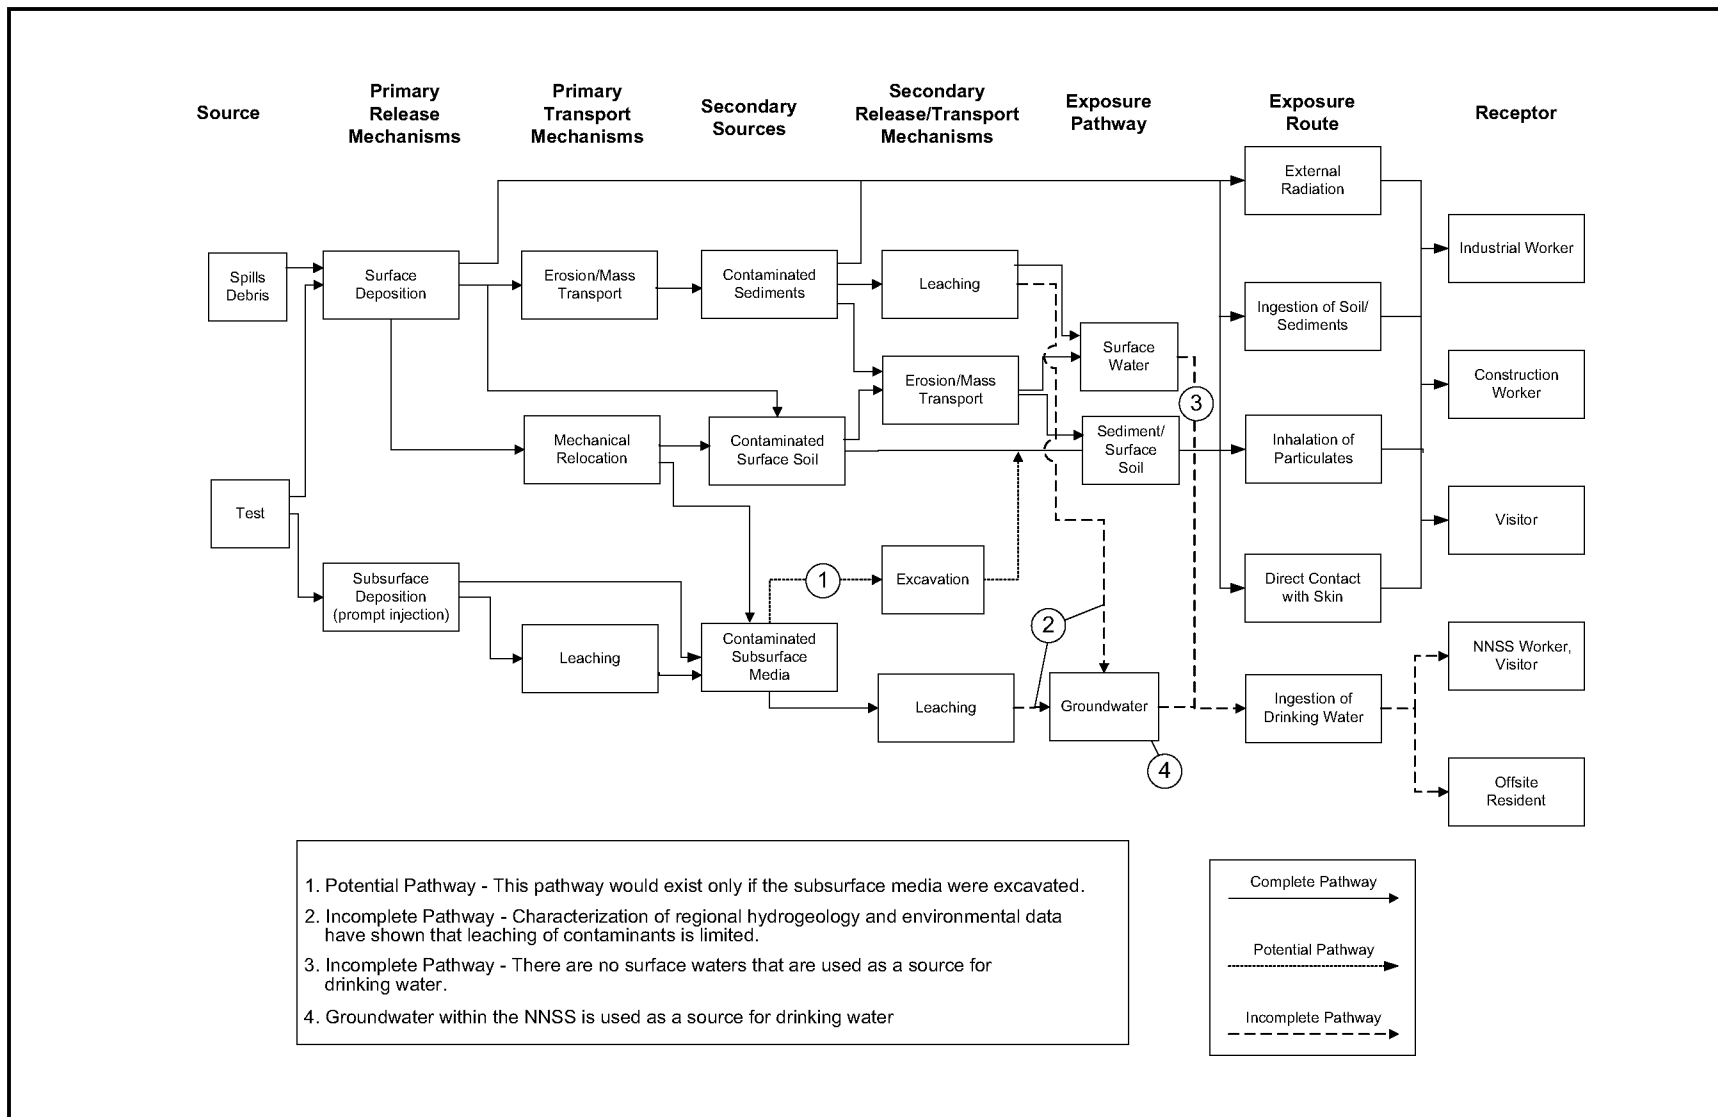 Source
Primary
Release
Mechanisms
Primary
Transport
Mechanisms
Secondary
Sources
Secondary
Release/Transport
Mechanisms
Exposure
Pathway
Exposure
Route
Receptor
External
Radiation
Industrial Worker
Spills
Debris
Surface
Deposition
Erosion/Mass
Transport
Contaminated
Sediments
Leaching
Ingestion of Soil/
Sediments
Surface
Water
Erosion/Mass
Transport
Construction
Worker
3
Mechanical
Relocation
Contaminated
Surface Soil
Sediment/
Surface
Soil
Inhalation of
Particulates
Test
Visitor
Subsurface
Deposition
(prompt injection)
1
Excavation
Direct Contact
with Skin
Leaching
Contaminated
Subsurface
Media
2
NNSS Worker,
Visitor
Leaching
Groundwater
Ingestion of
Drinking Water
4
Offsite
Resident
1. Potential Pathway - This pathway would exist only if the subsurface media were excavated.
2. Incomplete Pathway - Characterization of regional hydrogeology and environmental data
have shown that leaching of contaminants is limited.
3. Incomplete Pathway - There are no surface waters that are used as a source for
drinking water.
4. Groundwater within the NNSS is used as a source for drinking water
Complete Pathway
Potential Pathway
Incomplete Pathway